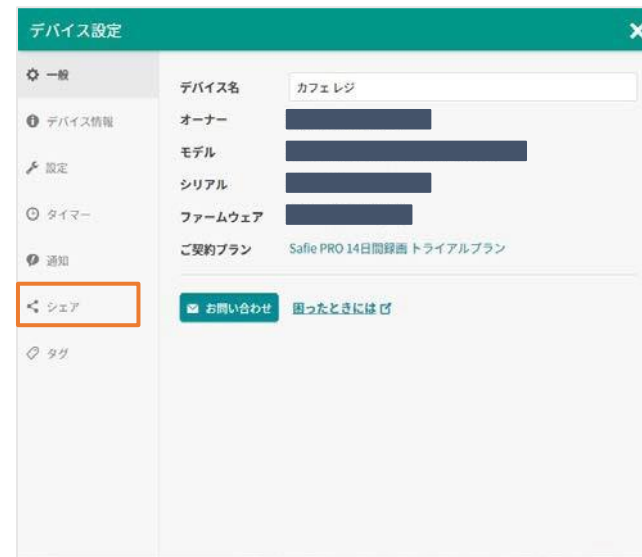 デバイス設定
一般
デバイス情報
設定
タイマー
通知
シェア
タグ
デバイス名 カフェ レジ
オーナー
モデル
シリアル
ファームウェア
ご契約プラン Safie PRO 14日間録画 トライアルプラン
お問い合わせ 困ったときには